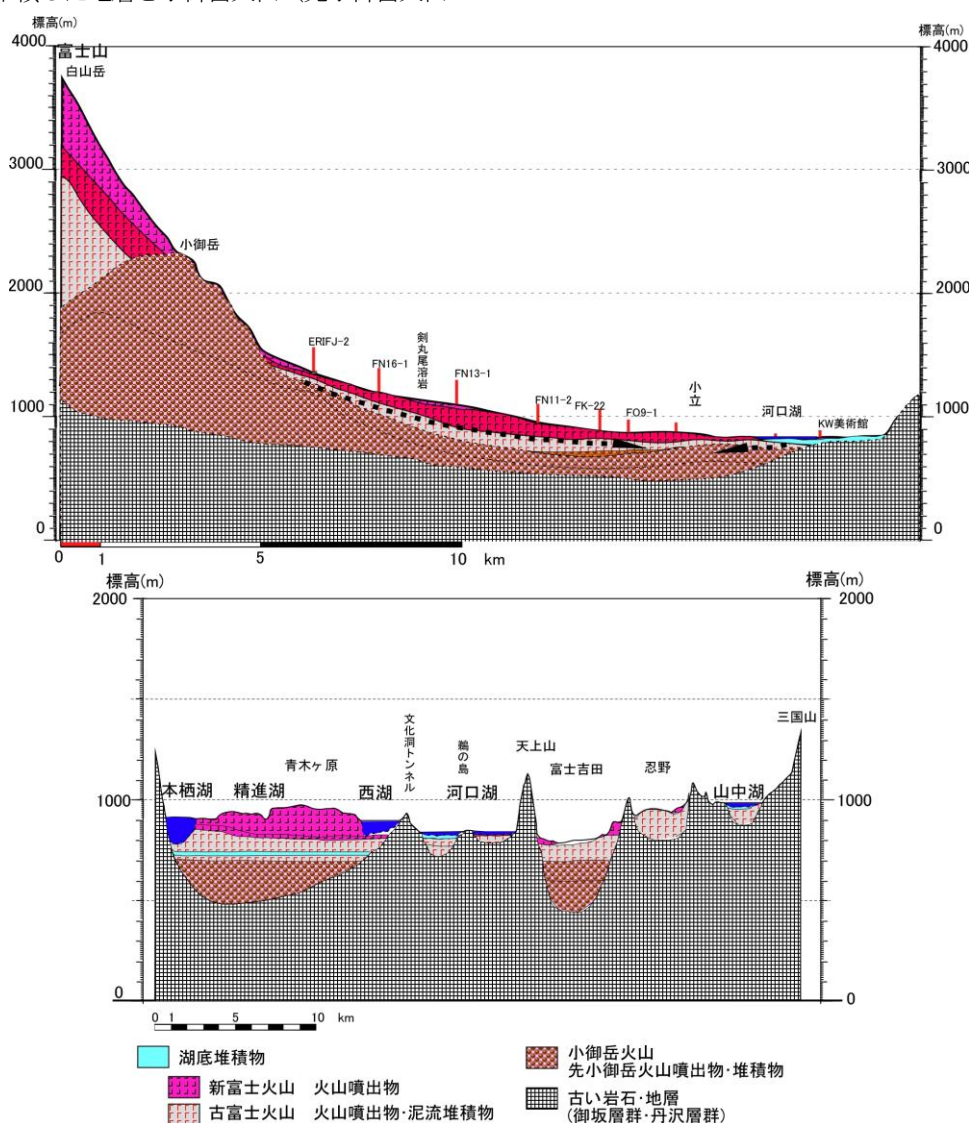 標高(m)
標高(m)
4000
富士山
白山岳
4000
3000
3000
小御岳
2000
2000
ERIFJ-2
FN16-1
剣丸尾溶岩
FN13-1
FN11-2
FK-22
FO9-1
小立
河口湖
KW美術館
1000
1000
0
0
0
1
5
10
km
標高(m)
標高(m)
2000
2000
三国山
文化洞トンネル
鵜の島
天上山
青木ヶ原
富士吉田
忍野
本栖湖
精進湖
西湖
河口湖
山中湖
1000
1000
0
0
0 1 5 10 km
湖底堆積物
新富士火山 火山噴出物
古富士火山 火山噴出物・泥流堆積物
小御岳火山
先小御岳火山噴出物・堆積物
古い岩石・地層
(御坂層群・丹沢層群)